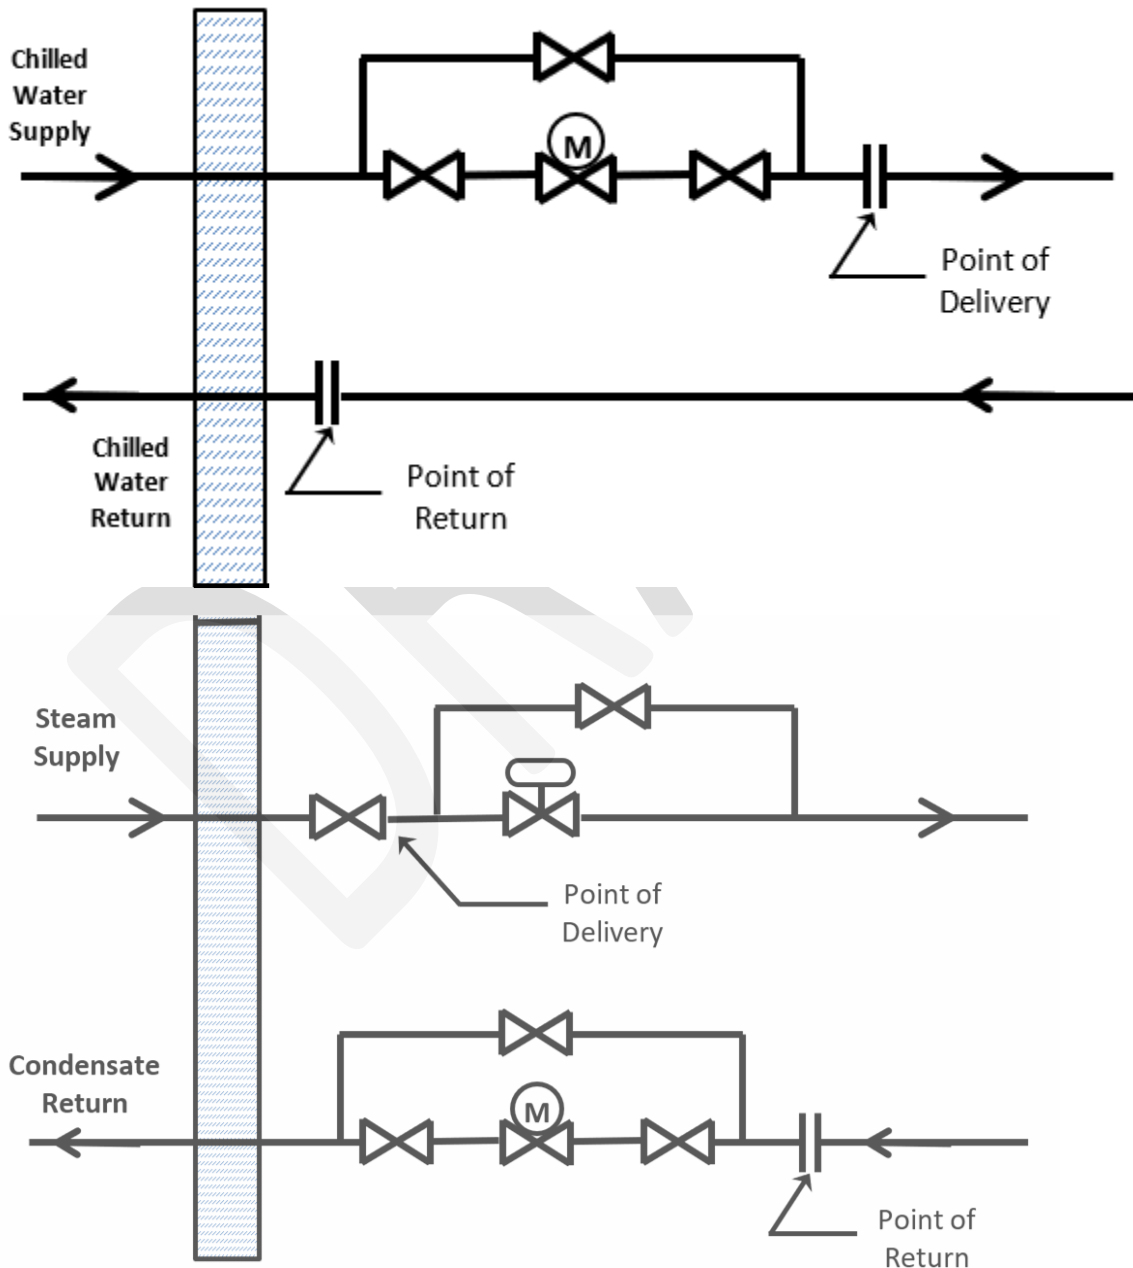 Chilled
Water
Supply
M
Point of
Delivery
Chilled
Water
Return
Point of
Return
Steam
Supply
Point of
Delivery
Condensate
Return
M
Point of
Return